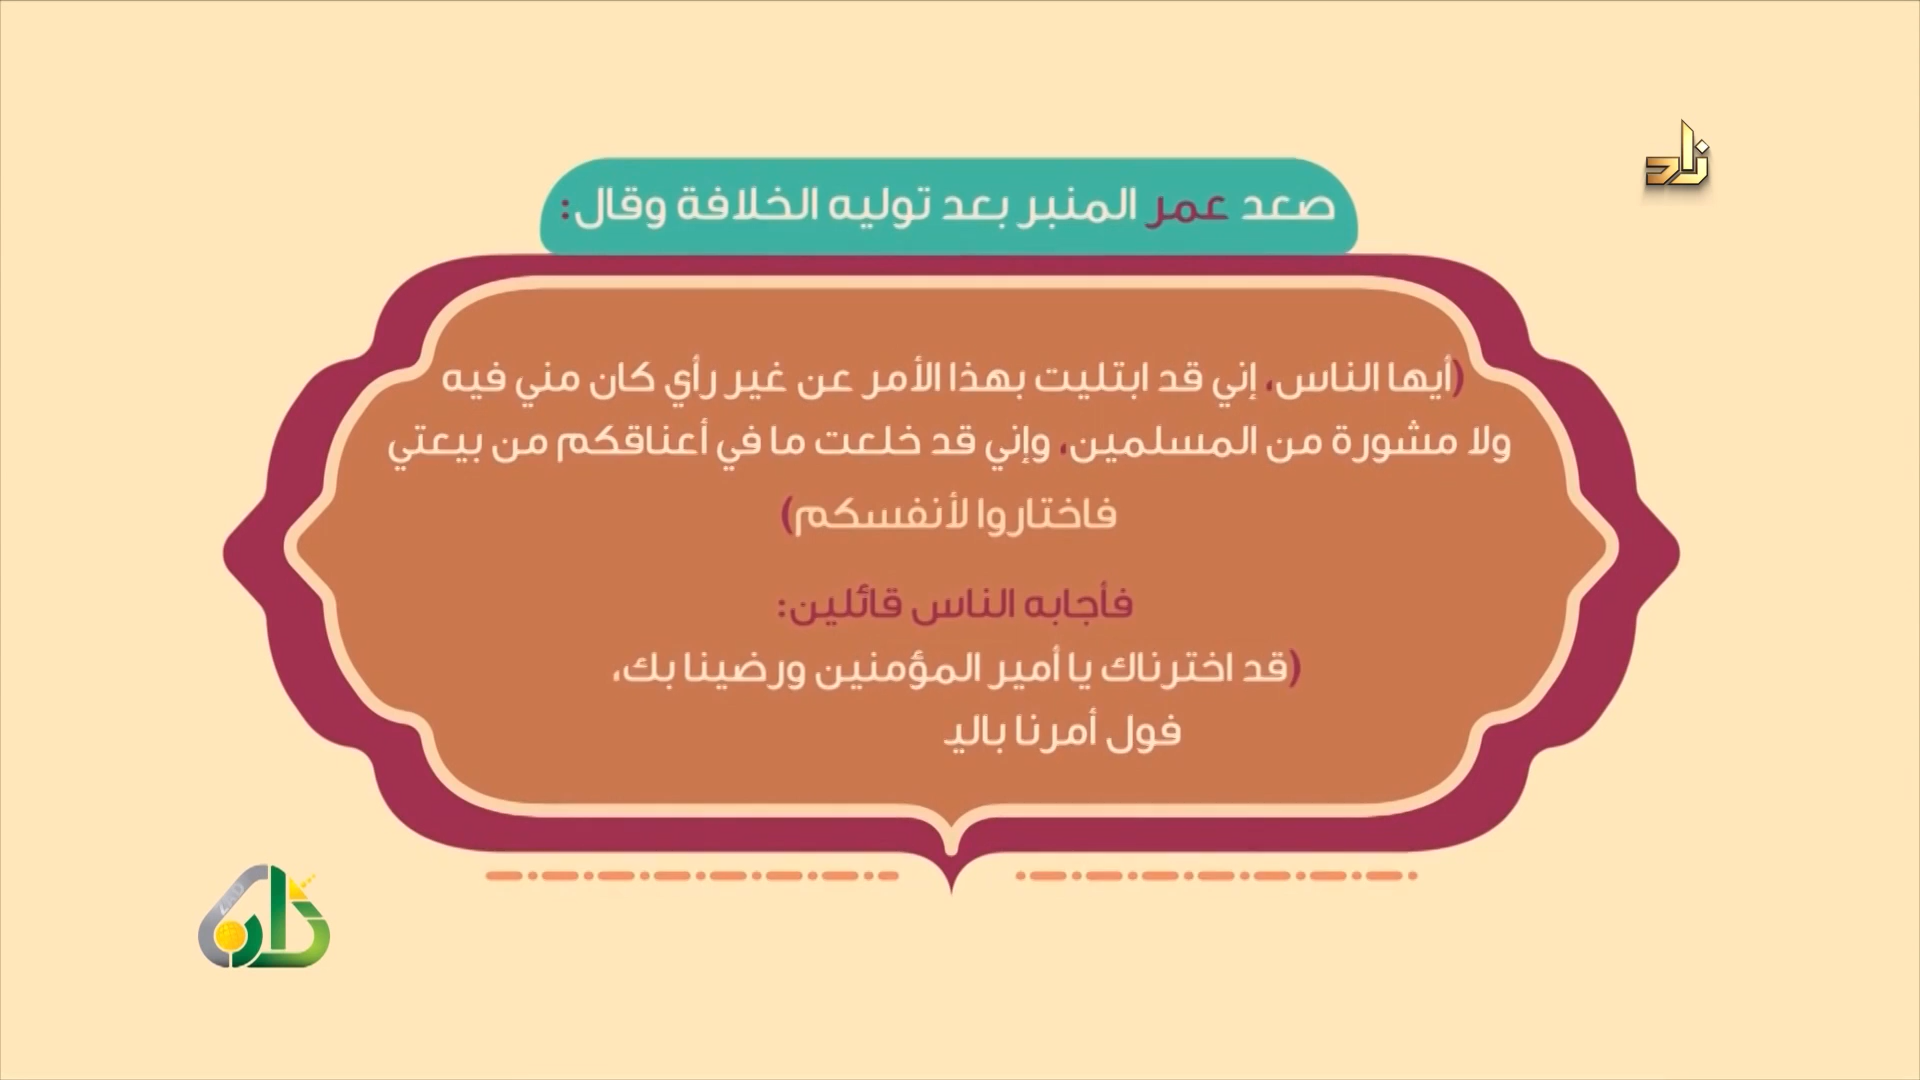 زاد
صعد عمر المنبر بعد توليه الخلافة وقال:
(أيها الناس، إني قد ابتليت بهذا الأمر عن غير رأي كان مني فيه
ولا مشورة من المسلمين، وإني قد خلعت ما في أعناقكم من بيعتي
فاختاروا لأنفسكم)
فأجابه الناس قائلين:
(قد اخترناك يا أمير المؤمنين ورضينا بك،
فول أمرنا باليـ